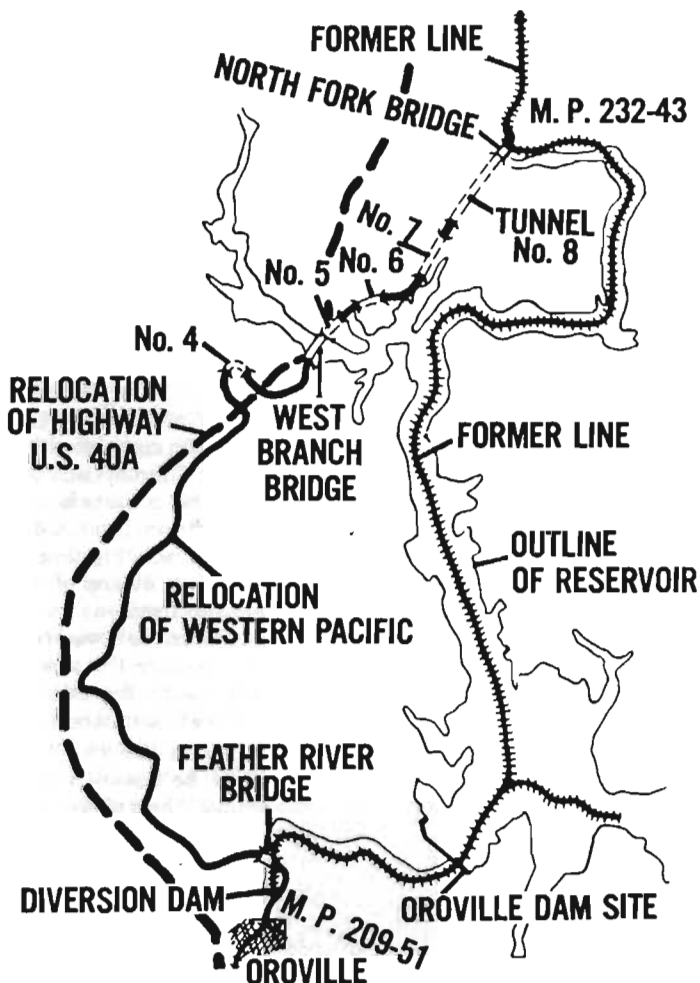 FORMER LINE
NORTH FORK BRIDGE
M. P. 232-43
No. 7
TUNNEL
No. 8
No. 5
No. 6
No. 4
RELOCATION
OF HIGHWAY
U.S. 40A
WEST
BRANCH
BRIDGE
FORMER LINE
OUTLINE
OF RESERVOIR
RELOCATION
OF WESTERN PACIFIC
FEATHER RIVER
BRIDGE
DIVERSION DAM
M. P. 209-51
OROVILLE DAM SITE
OROVILLE